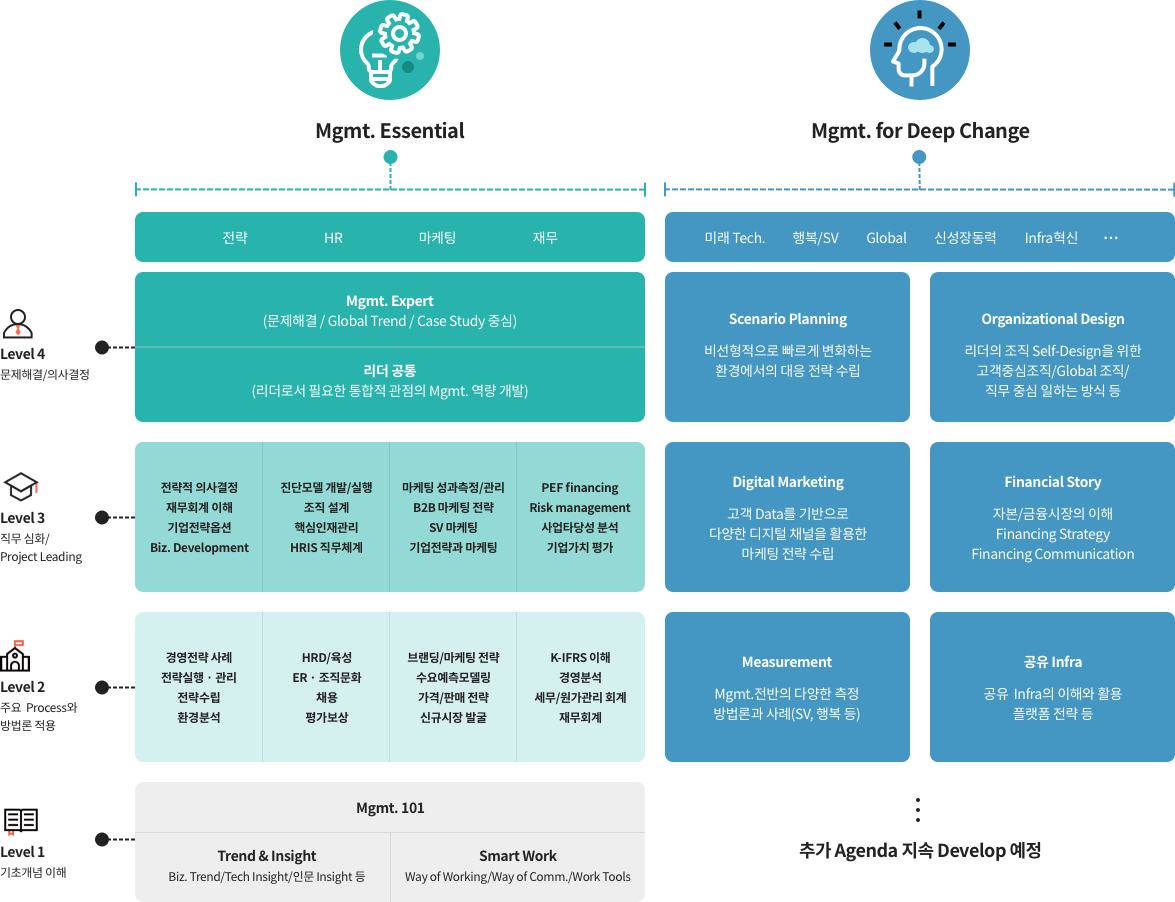 Mgmt. Essential
Mgmt. for Deep Change
전략
HR
마케팅
재무
미래 Tech.
행복/SV
Global
신성장동력
Infra혁신
⋯
Level 4
문제해결/의사결정
Mgmt. Expert
(문제해결 / Global Trend / Case Study 중심)
리더 공통
(리더로서 필요한 통합적 관점의 Mgmt. 역량 개발)
Scenario Planning
비선형적으로 빠르게 변화하는
환경에서의 대응 전략 수립
Organizational Design
리더의 조직 Self-Design을 위한
고객중심조직/Global 조직/
직무 중심 일하는 방식 등
Level 3
직무 심화/
Project Leading
전략적 의사결정
재무회계 이해
기업전략옵션
Biz. Development
진단모델 개발/실행
조직 설계
핵심인재관리
HRIS 직무체계
마케팅 성과측정/관리
B2B 마케팅 전략
SV 마케팅
기업전략과 마케팅
PEF financing
Risk management
사업타당성 분석
기업가치 평가
Digital Marketing
고객 Data를 기반으로
다양한 디지털 채널을 활용한
마케팅 전략 수립
Financial Story
자본/금융시장의 이해
Financing Strategy
Financing Communication
Level 2
주요 Process와
방법론 적용
경영전략 사례
전략실행 · 관리
전략수립
환경분석
HRD/육성
ER · 조직문화
채용
평가보상
브랜딩/마케팅 전략
수요예측모델링
가격/판매 전략
신규시장 발굴
K-IFRS 이해
경영분석
세무/원가관리 회계
재무회계
Measurement
Mgmt.전반의 다양한 측정
방법론과 사례(SV, 행복 등)
공유 Infra
공유 Infra의 이해와 활용
플랫폼 전략 등
Level 1
기초개념 이해
Mgmt. 101
Trend & Insight
Biz. Trend/Tech Insight/인문 Insight 등
Smart Work
Way of Working/Way of Comm./Work Tools
추가 Agenda 지속 Develop 예정